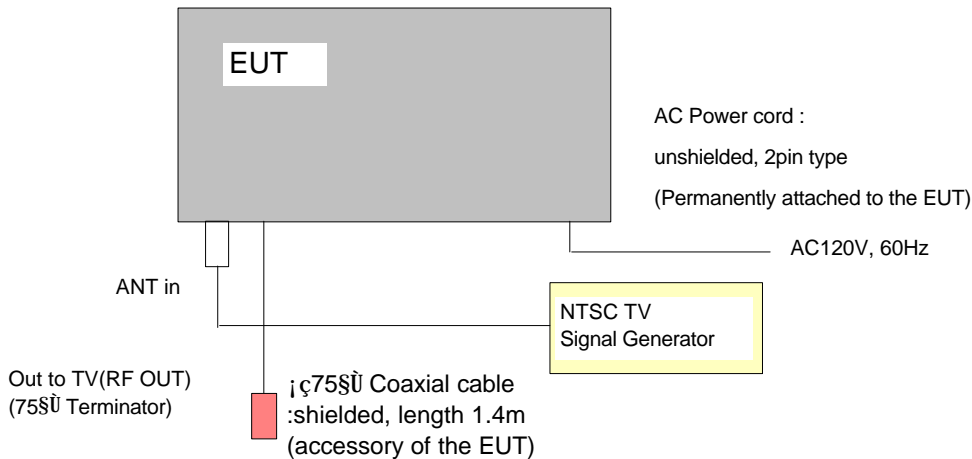 EUT
AC Power cord :
unshielded, 2pin type
(Permanently attached to the EUT)
AC120V, 60Hz
ANT in
NTSC TV
Signal Generator
Out to TV(RF OUT)
(75§Ù Terminator)
¡ç75§Ù Coaxial cable
:shielded, length 1.4m
(accessory of the EUT)